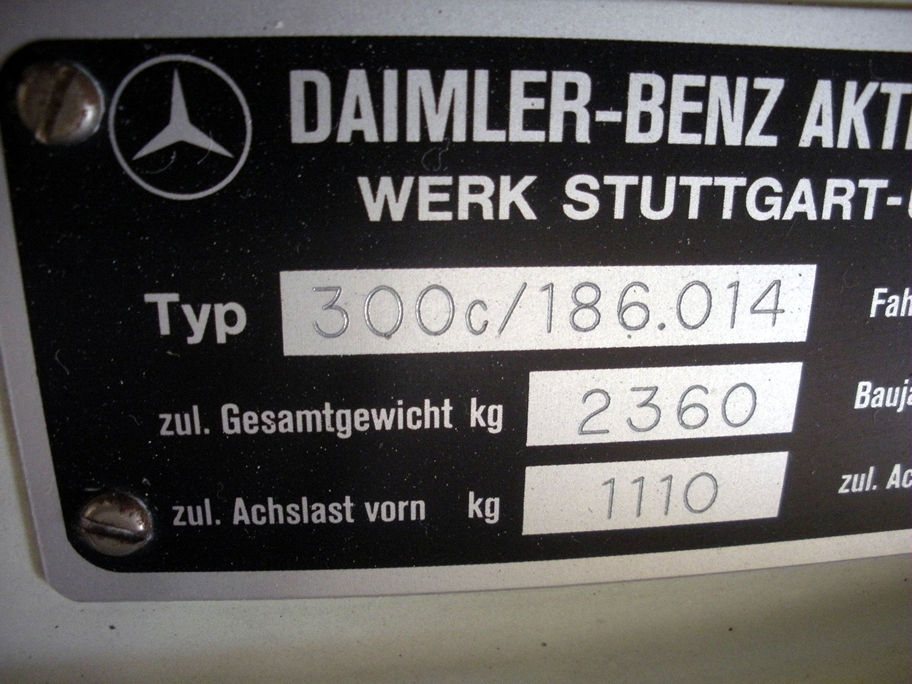 DAIMLER-BENZ AKT
WERK STUTTGART-
Typ 300c/186.014 Fah
zul. Gesamtgewicht kg 2360 Bauja
zul. Achslast vorn kg 1110 zul. Ac